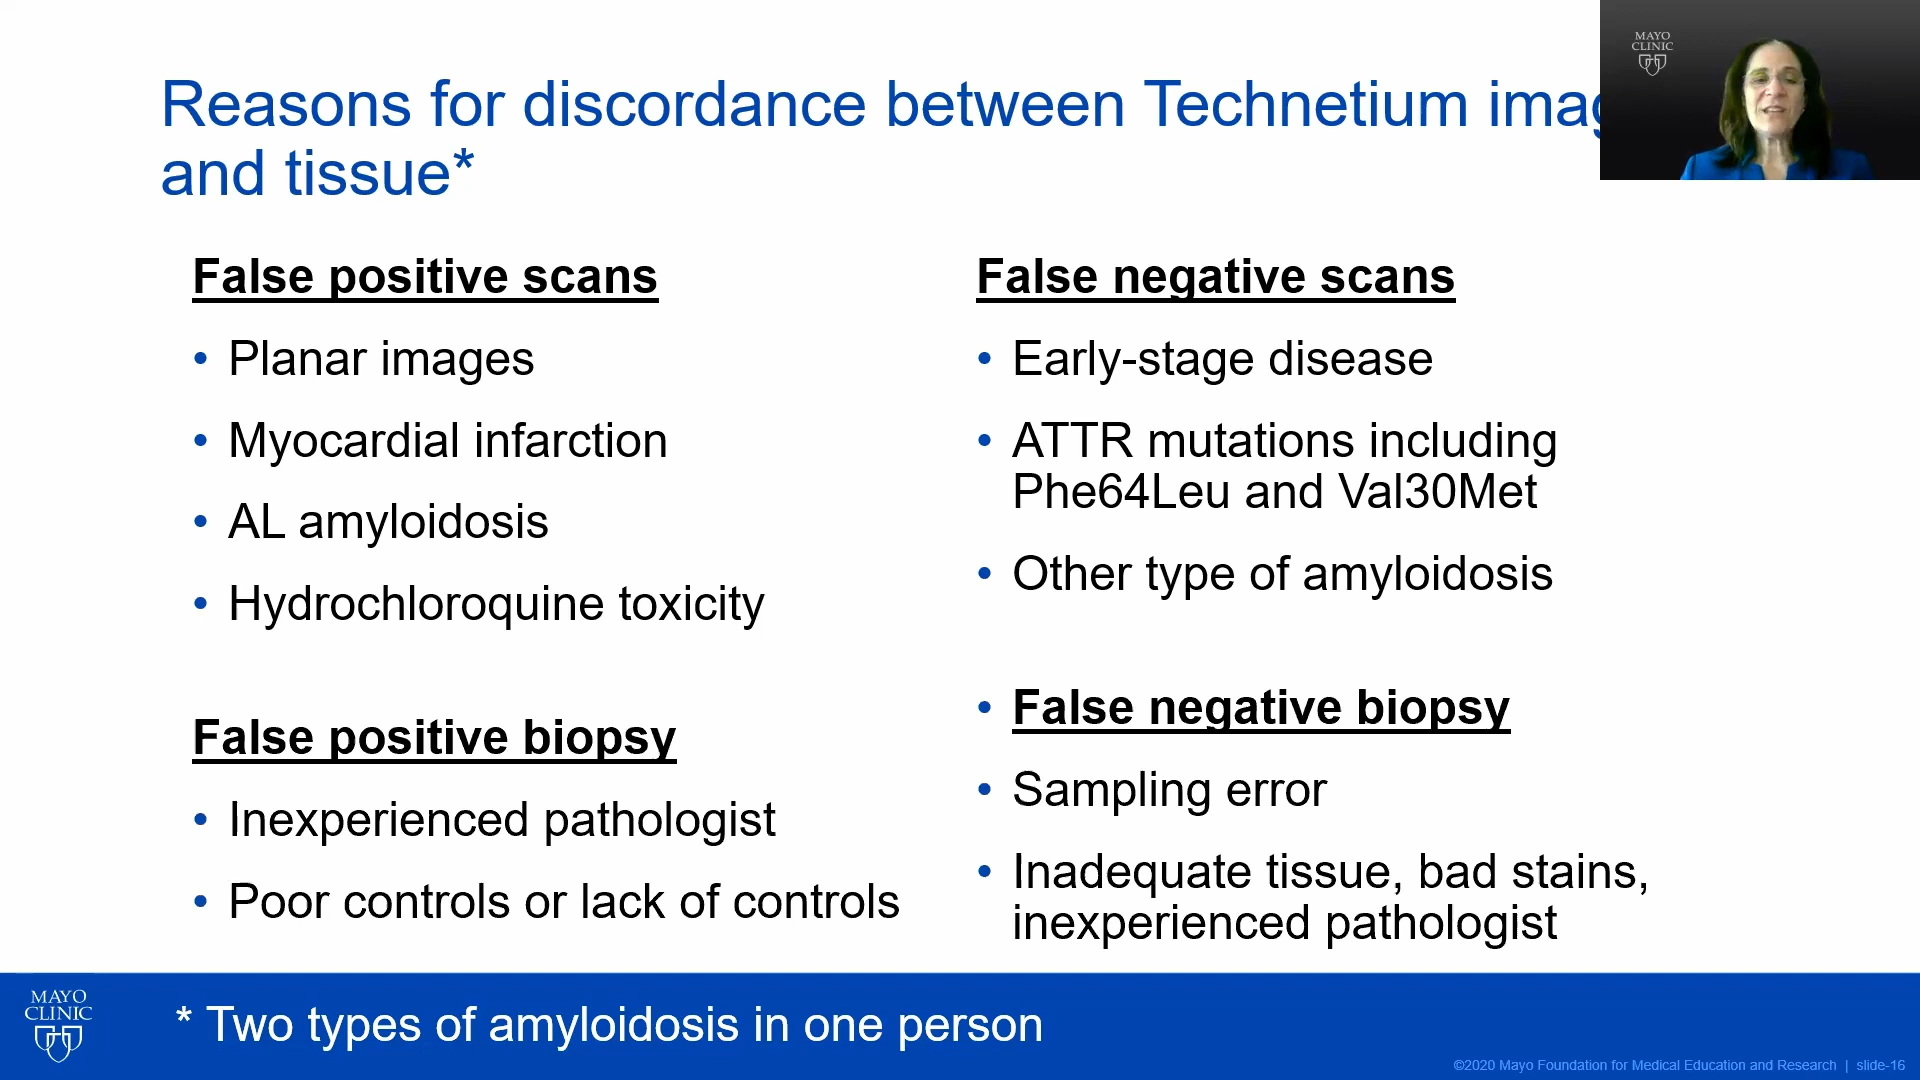 Reasons for discordance between Technetium
and tissue*
MAYO
CLINIC
False positive scans
• Planar images
• Myocardial infarction
• AL amyloidosis
• Hydrochloroquine toxicity
False positive biopsy
• Inexperienced pathologist
• Poor controls or lack of controls
False negative scans
• Early-stage disease
• ATTR mutations including
Phe64Leu and Val30Met
• Other type of amyloidosis
• False negative biopsy
• Sampling error
• Inadequate tissue, bad stains,
inexperienced pathologist
MAYO
CLINIC
* Two types of amyloidosis in one person
©2020 Mayo Foundation for Medical Education and Research | slide-16